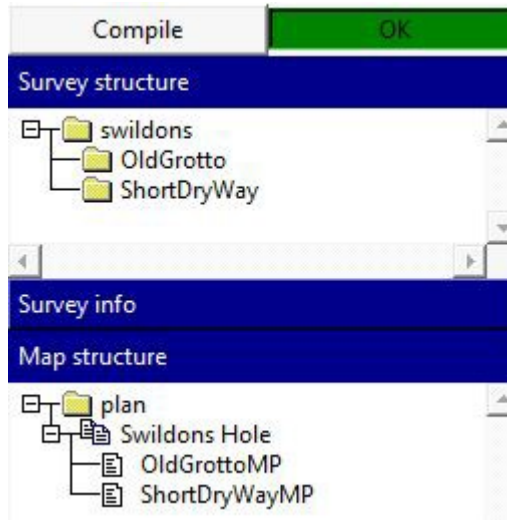 Compile OK
Survey structure
swildons
OldGrotto
ShortDryWay
Survey info
Map structure
plan
Swildons Hole
OldGrottoMP
ShortDryWayMP